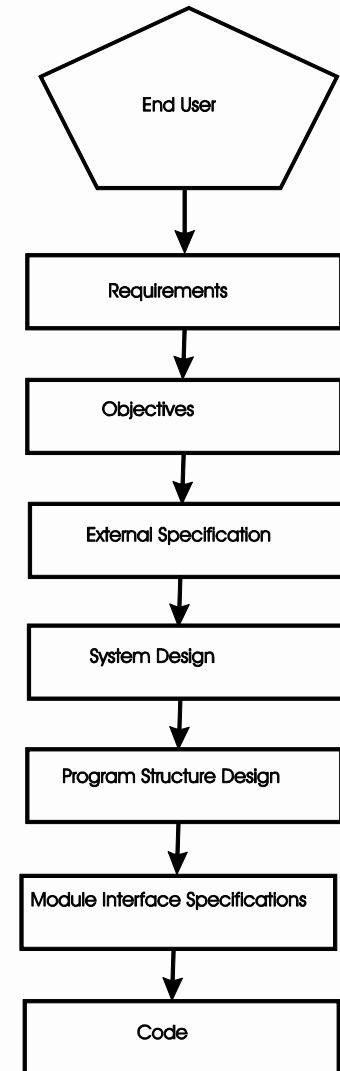 End User
Requirements
Objectives
External Specification
System Design
Program Structure Design
Module Interface Specifications
Code